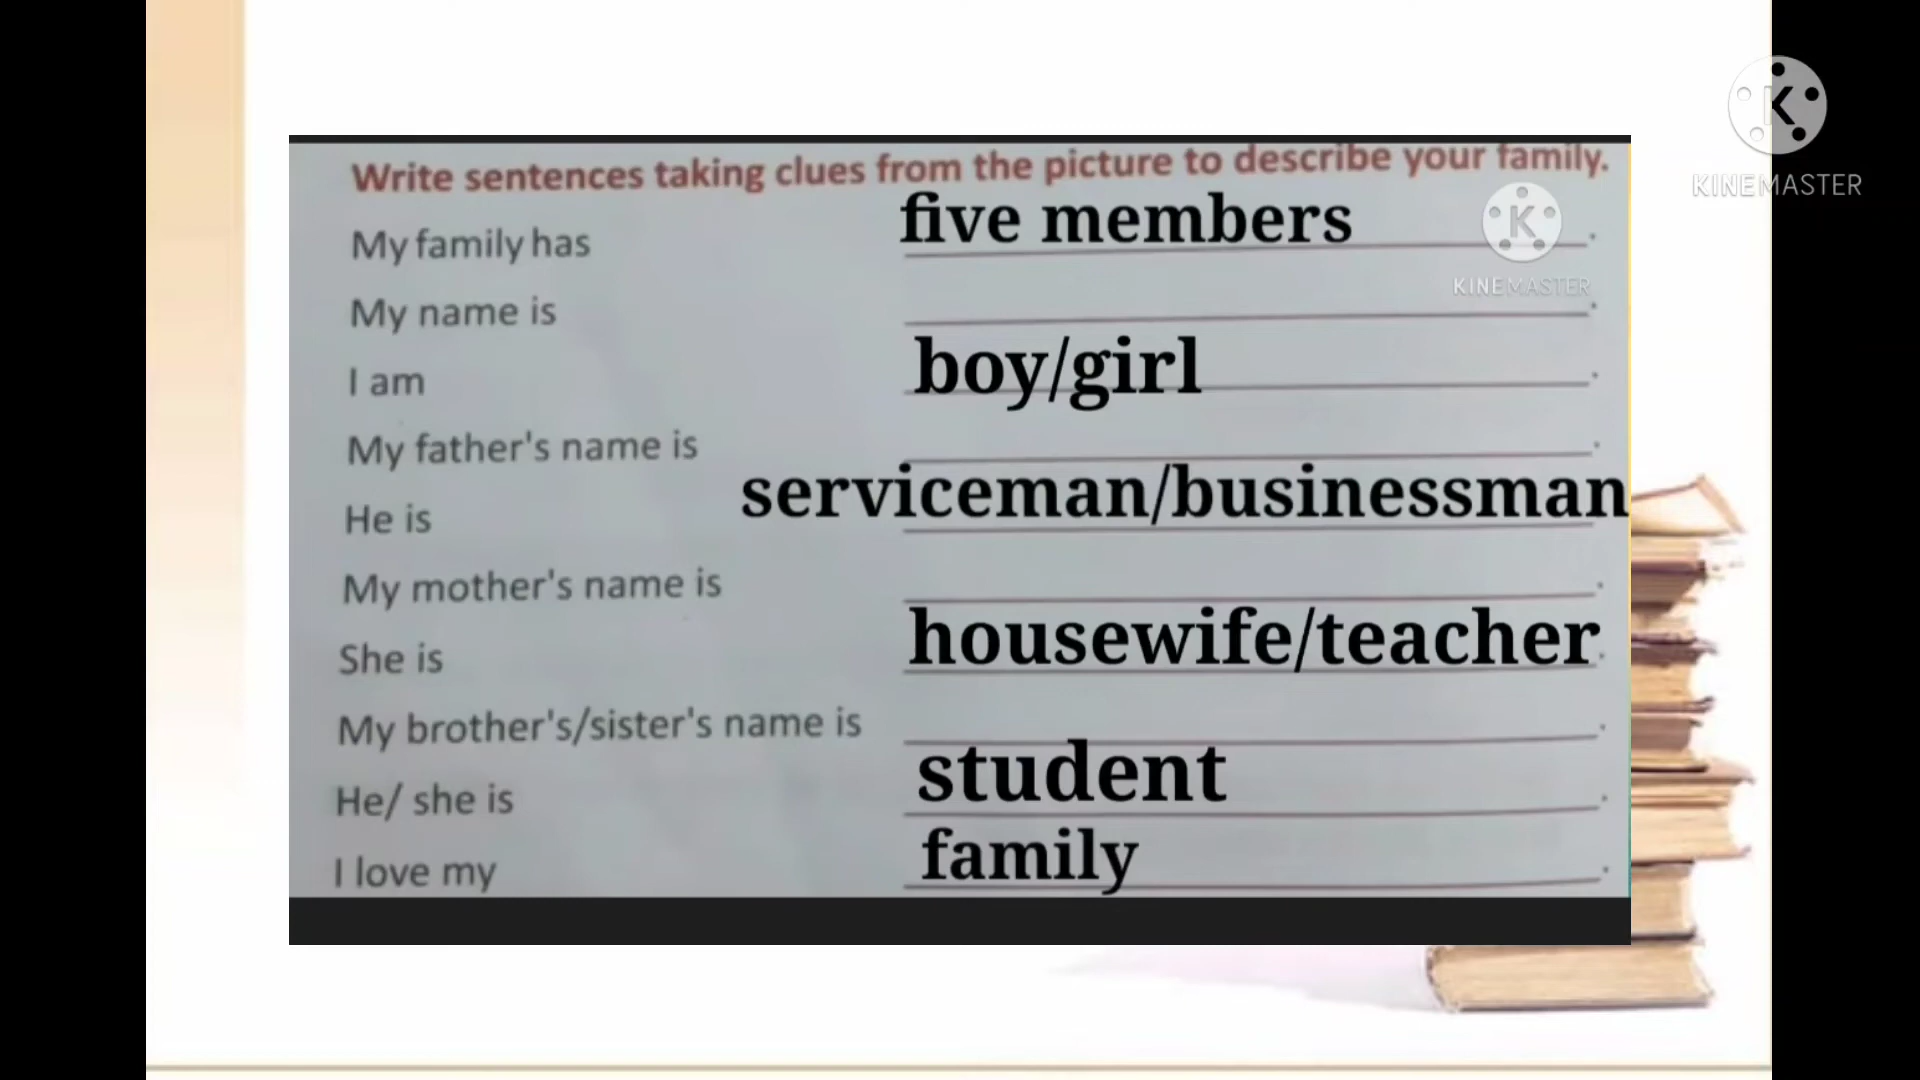 KINEMASTER
Write sentences taking clues from the picture to describe your family.
My family has five members.
KINEMASTER
My name is .
I am boy/girl.
My father's name is .
He is serviceman/businessman
My mother's name is .
She is housewife/teacher.
My brother's/sister's name is .
He/ she is student.
I love my family.